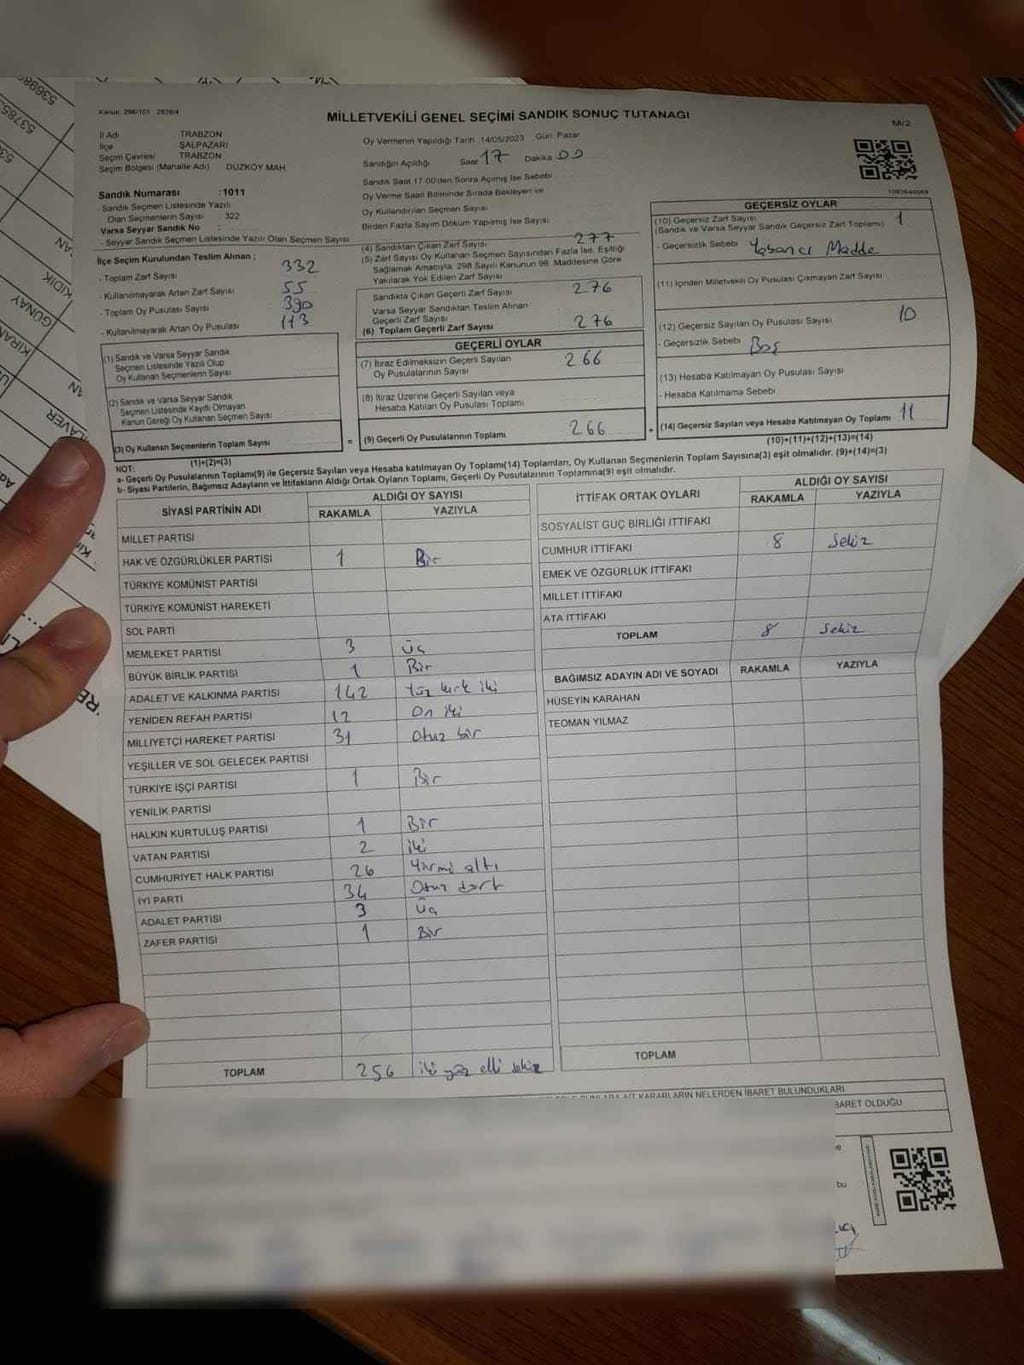 Kanun: 298/101 2839/4
MİLLETVEKİLİ GENEL SEÇİMİ SANDIK SONUÇ TUTANAĞI
İl Adı : TRABZON
İlçe : ŞALPAZARI
Seçim Çevresi : TRABZON
Seçim Bölgesi (Mahalle Adı) : DÜZKÖY MAH
Sandık Numarası : 1011
- Sandık Seçmen Listesinde Yazılı
Olan Seçmenlerin Sayısı : 322
Varsa Seyyar Sandık No :
- Seyyar Sandık Seçmen Listesinde Yazılı Olan Seçmen Sayısı
İlçe Seçim Kurulundan Teslim Alınan ;
- Toplam Zarf Sayısı 332
- Kullanılmayarak Artan Zarf Sayısı 55
- Toplam Oy Pusulası Sayısı 390
- Kullanılmayarak Artan Oy Pusulası 113
(1) Sandık ve Varsa Seyyar Sandık
Seçmen Listesinde Yazılı Olup
Oy Kullanan Seçmenlerin Sayısı
(2) Sandık ve Varsa Seyyar Sandık
Seçmen Listesinde Kayıtlı Olmayan
Kanun Gereği Oy Kullanan Seçmen Sayısı
(3) Oy Kullanan Seçmenlerin Toplam Sayısı
(1)+(2)=(3)
Oy Vermenin Yapıldığı Tarih 14/05/2023 Gün Pazar
Sandığın Açıldığı Saat 17 Dakika 00
Sandık Saat 17.00'den Sonra Açılmış İse Sebebi
Oy Verme Saati Bitiminde Sırada Bekleyen ve
Oy Kullandırılan Seçmen Sayısı
Birden Fazla Sayım Döküm Yapılmış İse Sayısı
(4) Sandıktan Çıkan Zarf Sayısı 277
(5) Zarf Sayısı Oy Kullanan Seçmen Sayısından Fazla İse, Eşitliği
Sağlamak Amacıyla, 298 Sayılı Kanunun 98. Maddesine Göre
Yakılarak Yok Edilen Zarf Sayısı
Sandıkta Çıkan Geçerli Zarf Sayısı 276
Varsa Seyyar Sandıktan Teslim Alınan
Geçerli Zarf Sayısı
(6) Toplam Geçerli Zarf Sayısı 276
GEÇERLİ OYLAR
(7) İtiraz Edilmeksizin Geçerli Sayılan
Oy Pusulalarının Sayısı 266
(8) İtiraz Üzerine Geçerli Sayılan veya
Hesaba Katılan Oy Pusulası Toplamı
= (9) Geçerli Oy Pusulalarının Toplamı 266 +
M/2
GEÇERSİZ OYLAR
(10) Geçersiz Zarf Sayısı 1
(Sandık ve Varsa Seyyar Sandık Geçersiz Zarf Toplamı)
- Geçersizlik Sebebi Yabancı Madde
(11) İçinden Milletvekili Oy Pusulası Çıkmayan Zarf Sayısı
(12) Geçersiz Sayılan Oy Pusulası Sayısı 10
- Geçersizlik Sebebi Boş
(13) Hesaba Katılmayan Oy Pusulası Sayısı
- Hesaba Katılmama Sebebi
(14) Geçersiz Sayılan veya Hesaba Katılmayan Oy Toplamı 11
(10)+(11)+(12)+(13)=(14)
NOT:
a- Geçerli Oy Pusulalarının Toplamı(9) ile Geçersiz Sayılan veya Hesaba katılmayan Oy Toplamı(14) Toplamları, Oy Kullanan Seçmenlerin Toplam Sayısına(3) eşit olmalıdır. (9)+(14)=(3)
b- Siyasi Partilerin, Bağımsız Adayların ve İttifakların Aldığı Ortak Oyların Toplamı, Geçerli Oy Pusulalarının Toplamına(9) eşit olmalıdır.
SİYASİ PARTİNİN ADI ALDIĞI OY SAYISI
RAKAMLA YAZIYLA
MİLLET PARTİSİ
HAK VE ÖZGÜRLÜKLER PARTİSİ 1 Bir
TÜRKİYE KOMÜNİST PARTİSİ
TÜRKİYE KOMÜNİST HAREKETİ
SOL PARTİ
MEMLEKET PARTİSİ 3 üç
BÜYÜK BİRLİK PARTİSİ 1 Bir
ADALET VE KALKINMA PARTİSİ 142 Yüz kırk iki
YENİDEN REFAH PARTİSİ 12 On iki
MİLLİYETÇİ HAREKET PARTİSİ 31 Otuz bir
YEŞİLLER VE SOL GELECEK PARTİSİ
TÜRKİYE İŞÇİ PARTİSİ 1 Bir
YENİLİK PARTİSİ
HALKIN KURTULUŞ PARTİSİ 1 Bir
VATAN PARTİSİ 2 iki
CUMHURİYET HALK PARTİSİ 26 Yirmi altı
İYİ PARTİ 34 Otuz dört
ADALET PARTİSİ 3 üç
ZAFER PARTİSİ 1 Bir
TOPLAM 256 iki yüz elli sekiz
İTTİFAK ORTAK OYLARI ALDIĞI OY SAYISI
RAKAMLA YAZIYLA
SOSYALİST GÜÇ BİRLİĞİ İTTİFAKI
CUMHUR İTTİFAKI 8 Sekiz
EMEK VE ÖZGÜRLÜK İTTİFAKI
MİLLET İTTİFAKI
ATA İTTİFAKI
TOPLAM 8 Sekiz
BAĞIMSIZ ADAYIN ADI VE SOYADI RAKAMLA YAZIYLA
HÜSEYİN KARAHAN
TEOMAN YILMAZ
TOPLAM
KARARLARIN NELERDEN İBARET BULUNDUKLARI
BARET OLDUĞU
bu
KIDIK
GÜNAY
KIRAN